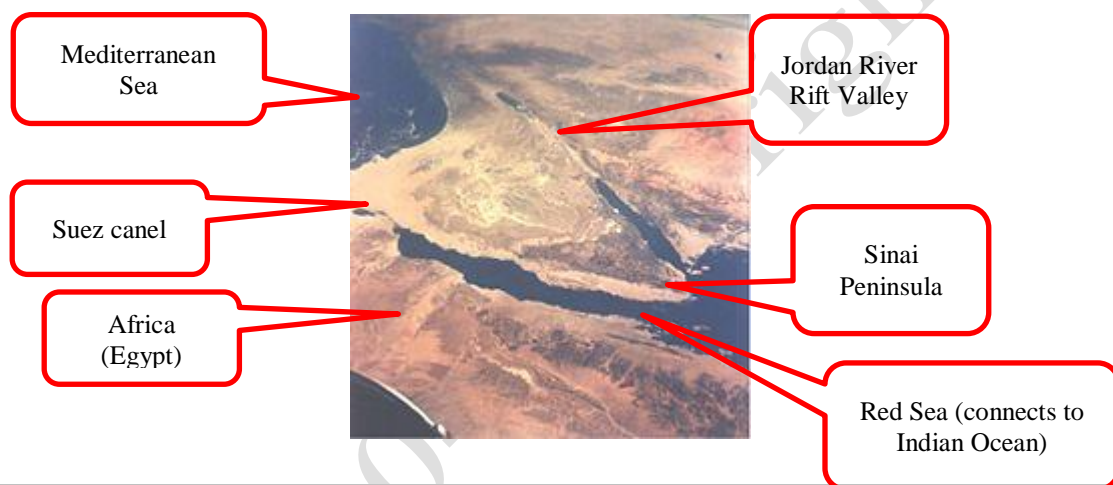 Mediterranean
Sea
Jordan River
Rift Valley
Suez canel
Sinai
Peninsula
Africa
(Egypt)
Red Sea (connects to
Indian Ocean)